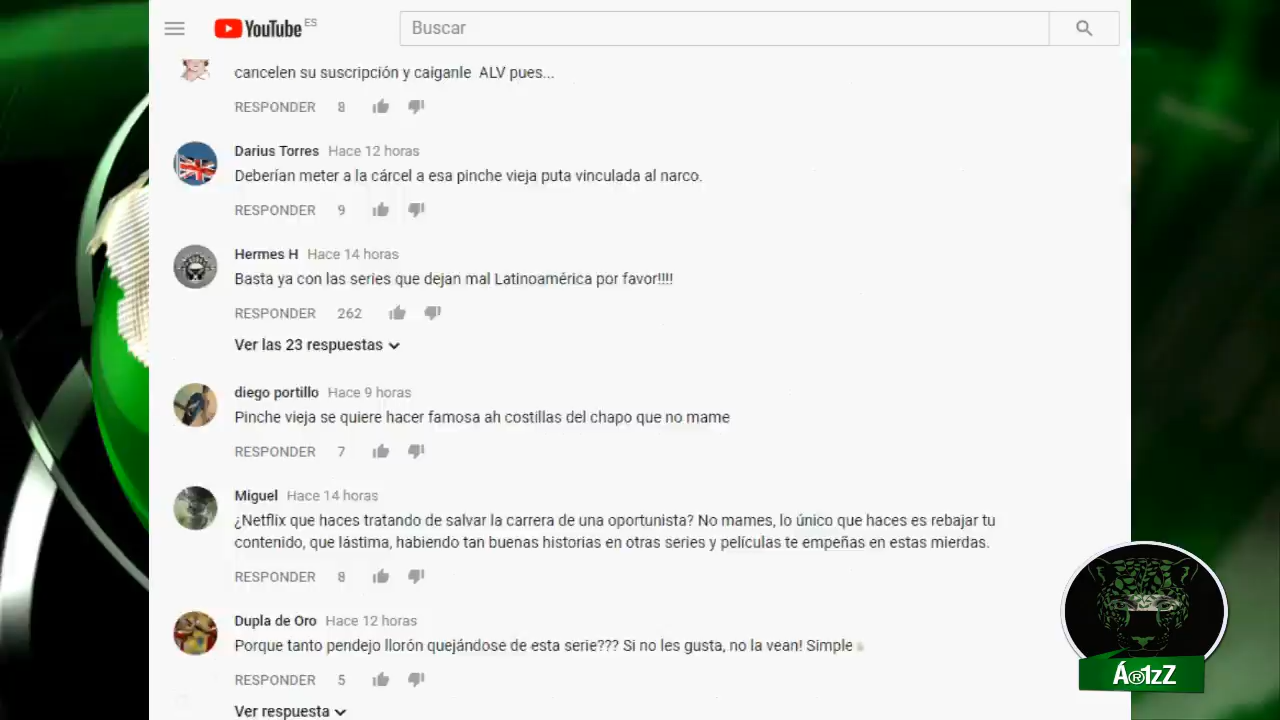 YouTube ES
Buscar
cancelen su suscripción y caiganle ALV pues...
RESPONDER 8
Darius Torres Hace 12 horas
Deberían meter a la cárcel a esa pinche vieja puta vinculada al narco.
RESPONDER 9
Hermes H Hace 14 horas
Basta ya con las series que dejan mal Latinoamérica por favor!!!!
RESPONDER 262
Ver las 23 respuestas
diego portillo Hace 9 horas
Pinche vieja se quiere hacer famosa ah costillas del chapo que no mame
RESPONDER 7
Miguel Hace 14 horas
¿Netflix que haces tratando de salvar la carrera de una oportunista? No mames, lo único que haces es rebajar tu
contenido, que lástima, habiendo tan buenas historias en otras series y películas te empeñas en estas mierdas.
RESPONDER 8
Dupla de Oro Hace 12 horas
Porque tanto pendejo llorón quejándose de esta serie??? Si no les gusta, no la vean! Simple
RESPONDER 5
Ver respuesta
Á®1zZ